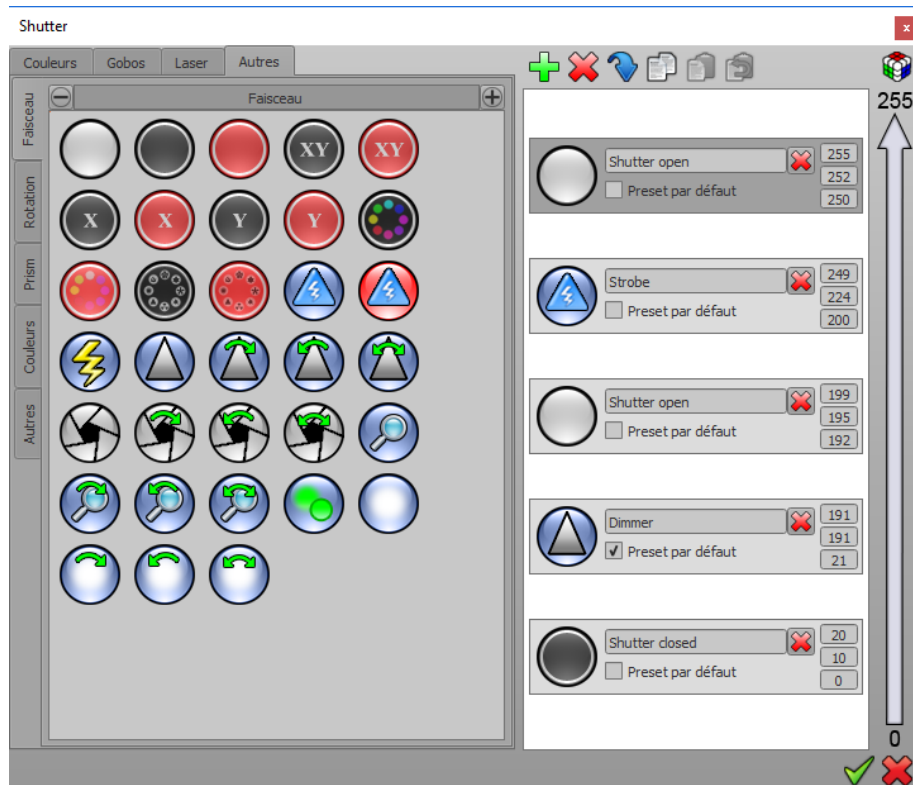 Shutter
x
Couleurs Gobos Laser Autres
Faisceau
Rotation
Prism
Couleurs
Autres
Faisceau
XY XY
X X Y Y
255
Shutter open
Preset par défaut
255
252
250
Strobe
Preset par défaut
249
224
200
Shutter open
Preset par défaut
199
195
192
Dimmer
Preset par défaut
191
191
21
Shutter closed
Preset par défaut
20
10
0
0